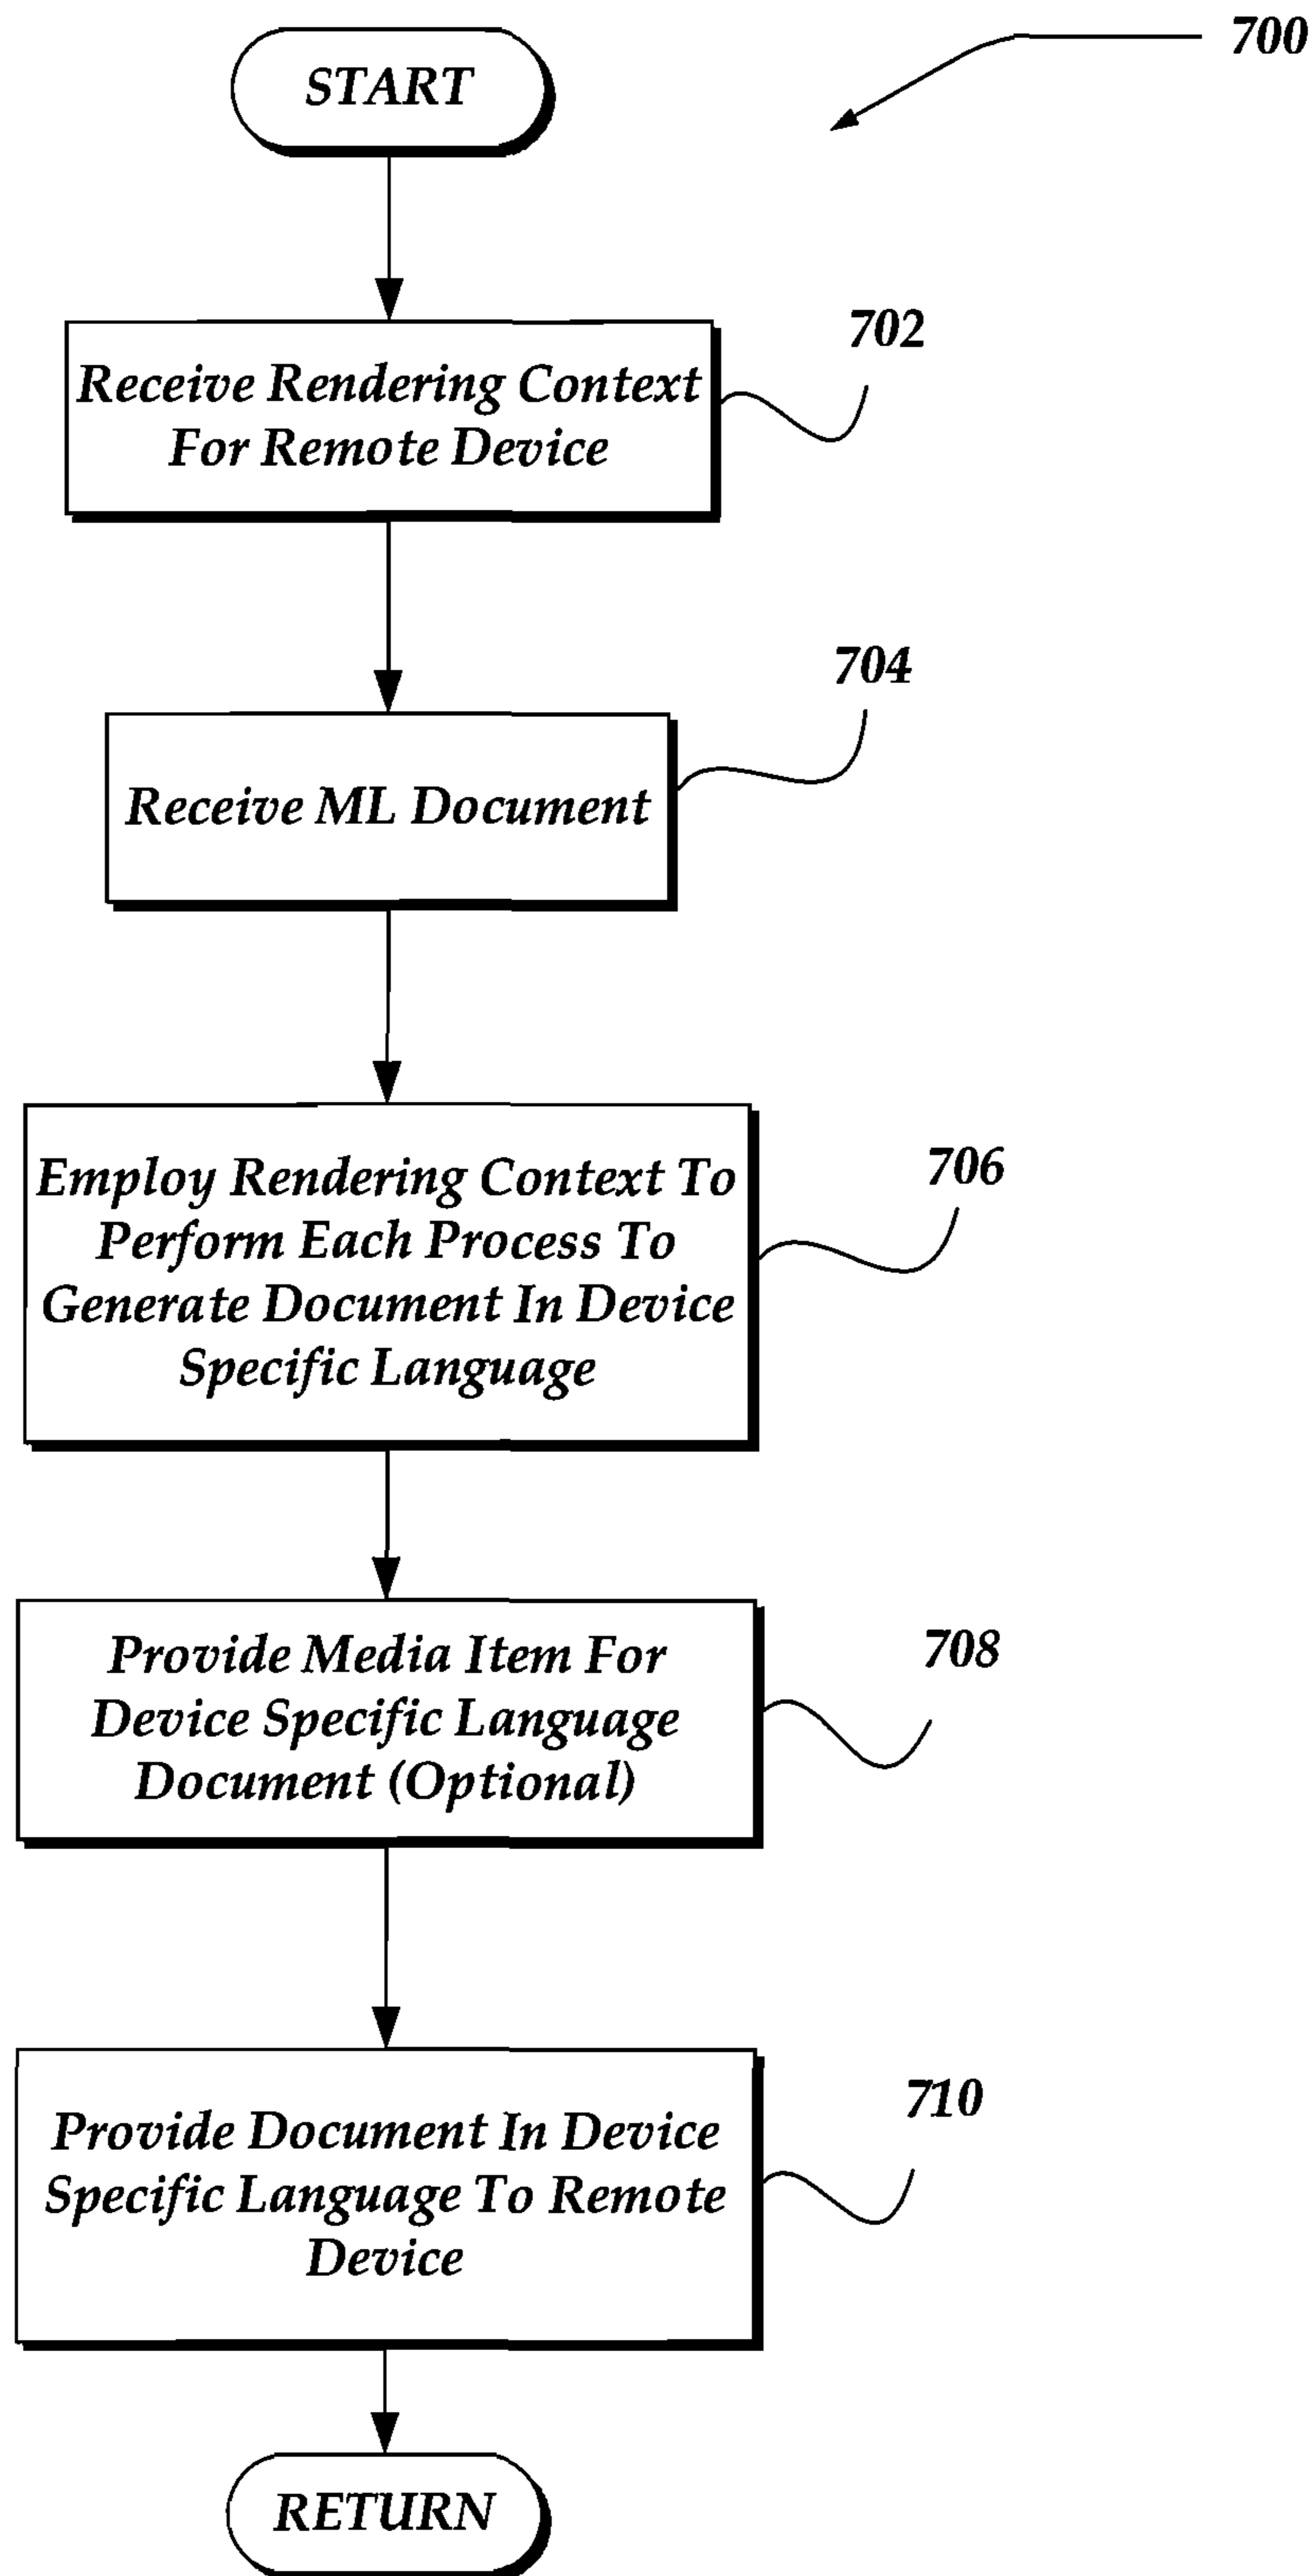 700
START
702
Receive Rendering Context
For Remote Device
704
Receive ML Document
706
Employ Rendering Context To
Perform Each Process To
Generate Document In Device
Specific Language
708
Provide Media Item For
Device Specific Language
Document (Optional)
710
Provide Document In Device
Specific Language To Remote
Device
RETURN